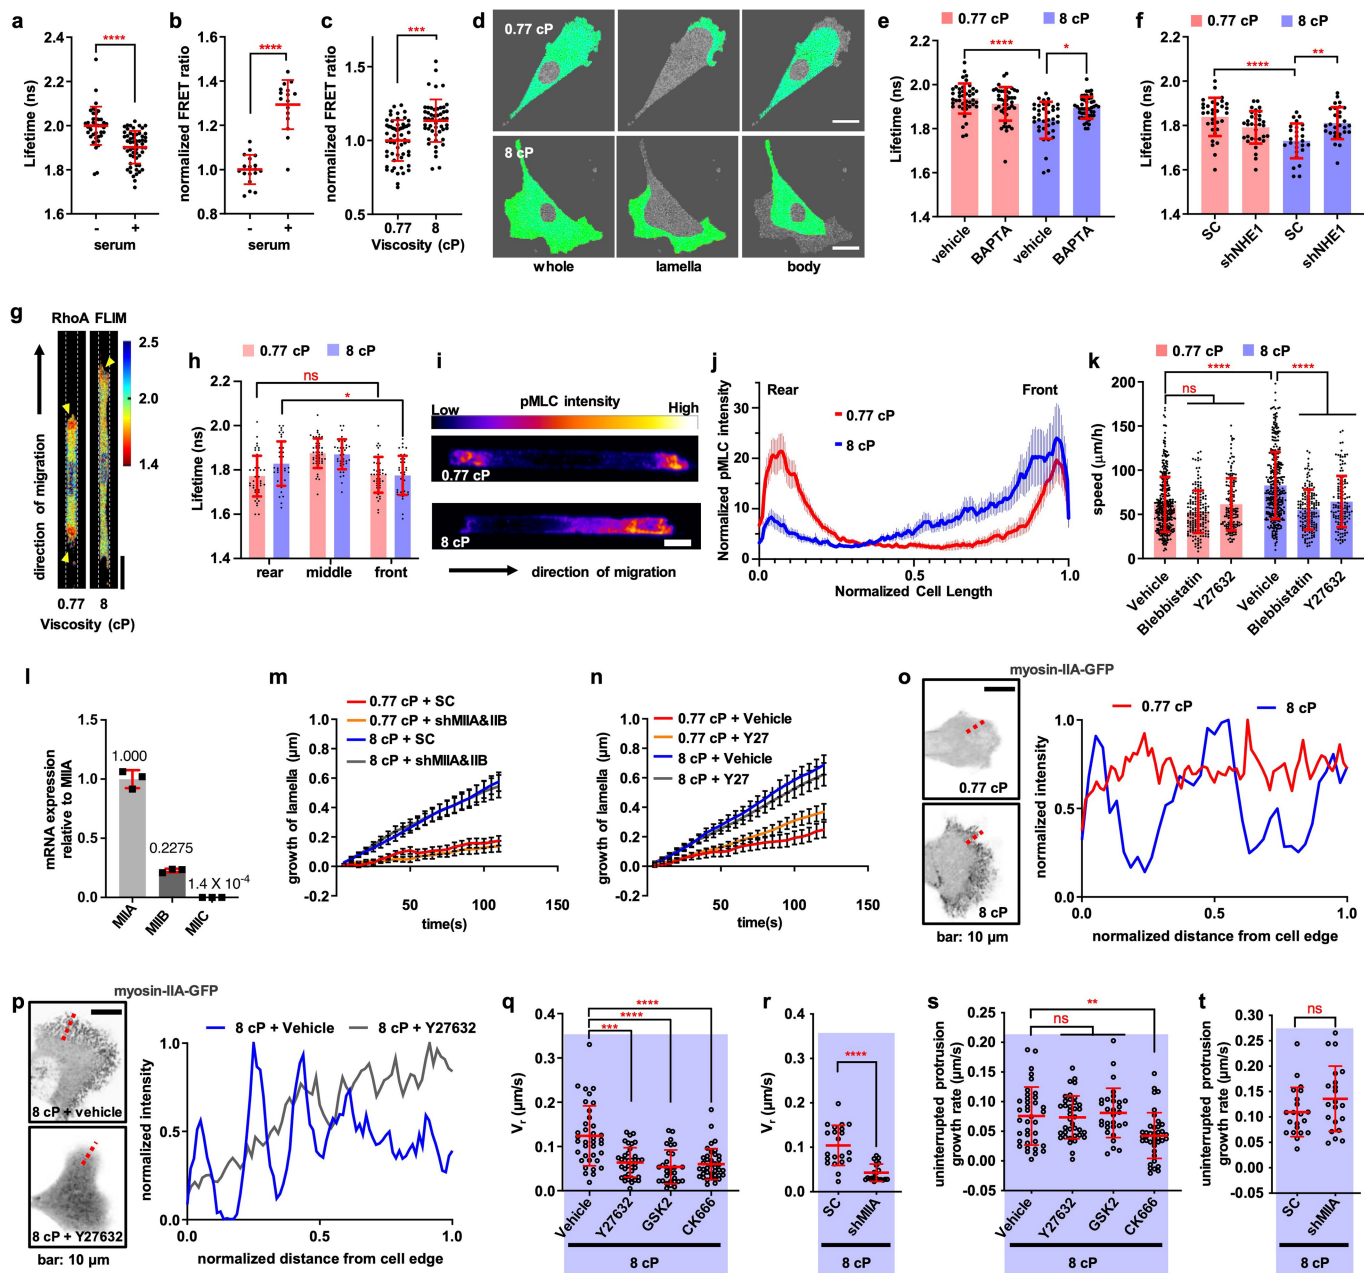 a
Lifetime (ns)
2.4
2.2
2.0
1.8
1.6
****
- +
serum
b
normalized FRET ratio
1.6
1.4
1.2
1.0
0.8
****
- +
serum
c
normalized FRET ratio
1.5
1.0
0.5
***
0.77 8
Viscosity (cP)
d
0.77 cP
8 cP
whole lamella body
e
0.77 cP 8 cP
Lifetime (ns)
2.2
2.0
1.8
1.6
1.4
**** *
vehicle BAPTA vehicle BAPTA
f
0.77 cP 8 cP
Lifetime (ns)
2.2
2.0
1.8
1.6
1.4
**** **
SC shNHE1 SC shNHE1
g
RhoA FLIM
direction of migration
2.5
2.0
1.4
0.77 8
Viscosity (cP)
h
0.77 cP 8 cP
Lifetime (ns)
2.2
2.0
1.8
1.6
1.4
ns
*
rear middle front
i
pMLC intensity
Low High
0.77 cP
8 cP
direction of migration
j
Normalized pMLC intensity
30
20
10
0
Rear Front
0.77 cP
8 cP
0.0 0.5 1.0
Normalized Cell Length
k
0.77 cP 8 cP
speed (µm/h)
200
150
100
50
0
**** ****
ns
Vehicle Blebbistatin Y27632 Vehicle Blebbistatin Y27632
l
mRNA expression
relative to MIIA
1.5
1.0
0.5
0.0
1.000
0.2275
1.4 X 10-4
MIIA MIIB MIIC
m
0.77 cP + SC
0.77 cP + shMIIA&IIB
8 cP + SC
8 cP + shMIIA&IIB
growth of lamella (µm)
1.0
0.8
0.6
0.4
0.2
0.0
-0.2
50 100 150
time(s)
n
0.77 cP + Vehicle
0.77 cP + Y27
8 cP + Vehicle
8 cP + Y27
growth of lamella (µm)
1.0
0.8
0.6
0.4
0.2
0.0
-0.2
50 100 150
time(s)
myosin-IIA-GFP
o
0.77 cP
8 cP
bar: 10 µm
0.77 cP 8 cP
normalized intensity
1.0
0.5
0.0
0.0 0.5 1.0
normalized distance from cell edge
p
myosin-IIA-GFP
8 cP + vehicle
8 cP + Y27632
bar: 10 µm
8 cP + Vehicle 8 cP + Y27632
normalized intensity
1.0
0.5
0.0
0.0 0.5 1.0
normalized distance from cell edge
q
Vr (µm/s)
0.4
0.3
0.2
0.1
0.0
****
****
***
Vehicle Y27632 GSK2 CK666
8 cP
r
Vr (µm/s)
0.3
0.2
0.1
0.0
****
SC shMIIA
8 cP
s
uninterrupted protrusion
growth rate (µm/s)
0.25
0.20
0.15
0.10
0.05
0.00
-0.05
**
ns
Vehicle Y27632 GSK2 CK666
8 cP
t
uninterrupted protrusion
growth rate (µm/s)
0.30
0.25
0.20
0.15
0.10
0.05
0.00
-0.05
ns
SC shMIIA
8 cP